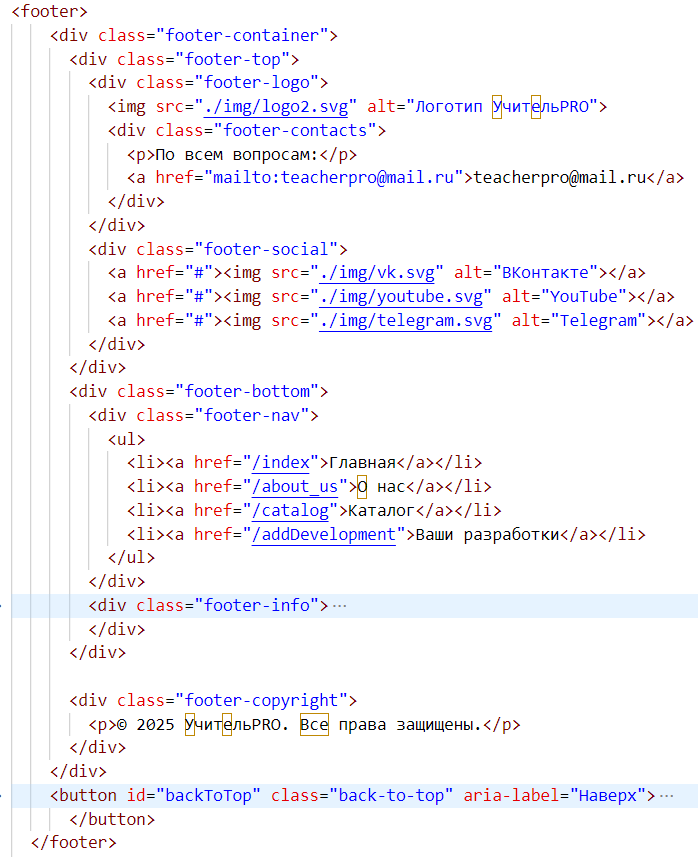 <footer>
<div class="footer-container">
<div class="footer-top">
<div class="footer-logo">
<img src="./img/logo2.svg" alt="Логотип УчительPRO">
<div class="footer-contacts">
<p>По всем вопросам:</p>
<a href="mailto:teacherpro@mail.ru">teacherpro@mail.ru</a>
</div>
</div>
<div class="footer-social">
<a href="#"><img src="./img/vk.svg" alt="ВКонтакте"></a>
<a href="#"><img src="./img/youtube.svg" alt="YouTube"></a>
<a href="#"><img src="./img/telegram.svg" alt="Telegram"></a>
</div>
</div>
<div class="footer-bottom">
<div class="footer-nav">
<ul>
<li><a href="/index">Главная</a></li>
<li><a href="/about_us">О нас</a></li>
<li><a href="/catalog">Каталог</a></li>
<li><a href="/addDevelopment">Ваши разработки</a></li>
</ul>
</div>
<div class="footer-info">…
</div>
</div>
<div class="footer-copyright">
<p>© 2025 УчительPRO. Все права защищены.</p>
</div>
</div>
<button id="backToTop" class="back-to-top" aria-label="Наверх">…
</button>
</footer>